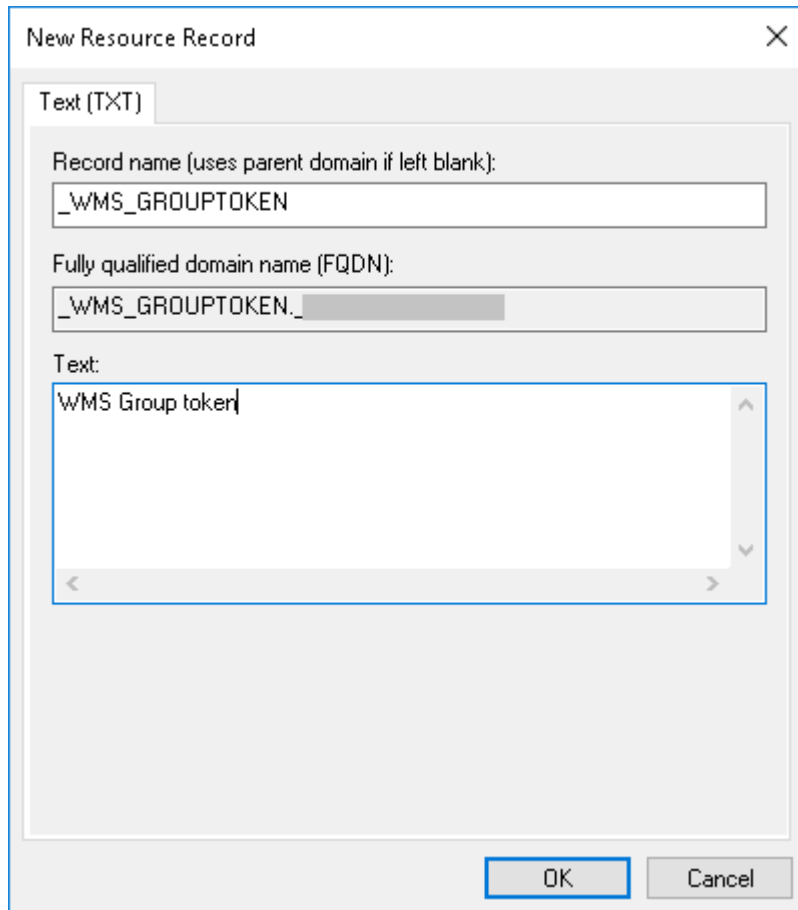 New Resource Record
Text (TXT)
Record name (uses parent domain if left blank):
_WMS_GROUPTOKEN
Fully qualified domain name (FQDN):
_WMS_GROUPTOKEN._
Text:
WMS Group token
OK
Cancel